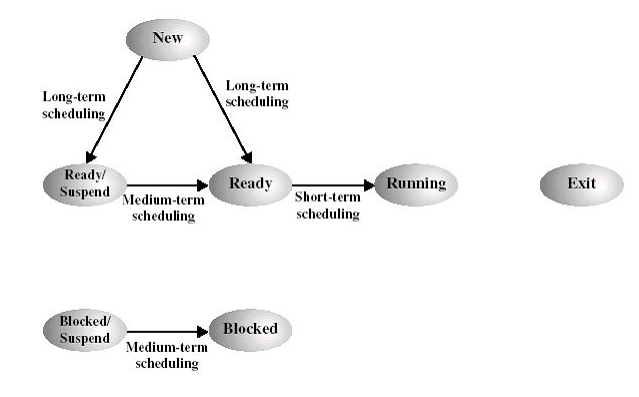 New
Long-term
scheduling
Long-term
scheduling
Ready/
Suspend
Medium-term
scheduling
Ready
Short-term
scheduling
Running
Exit
Blocked/
Suspend
Medium-term
scheduling
Blocked